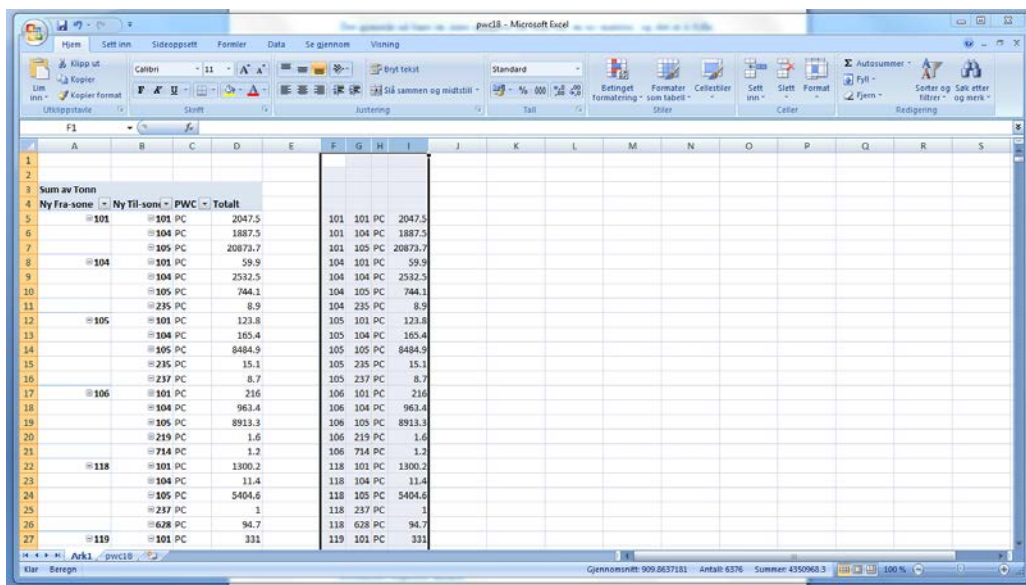 pwc18 - Microsoft Excel
Hjem Sett inn Sideoppsett Formler Data Se gjennom Visning
Klipp ut
Kopier
Kopier format
Lim inn
Utklippstavle
Calibri 11
F K U
Skrift
Bryt tekst
Slå sammen og midtstill
Justering
Standard
% 000
Tall
Betinget formatering
Formater som tabell
Cellestiler
Stiler
Sett inn
Slett
Format
Celler
Autosummer
Fyll
Fjern
Sorter og filtrer
Søk etter og merk
Redigering
F1 fx
A B C D E F G H I J K L M N O P Q R S
1
2
3 Sum av Tonn
4 Ny Fra-sone Ny Til-sone PWC Totalt
5 101 101 PC 2047.5 101 101 PC 2047.5
6 104 PC 1887.5 101 104 PC 1887.5
7 105 PC 20873.7 101 105 PC 20873.7
8 104 101 PC 59.9 104 101 PC 59.9
9 104 PC 2532.5 104 104 PC 2532.5
10 105 PC 744.1 104 105 PC 744.1
11 235 PC 8.9 104 235 PC 8.9
12 105 101 PC 123.8 105 101 PC 123.8
13 104 PC 165.4 105 104 PC 165.4
14 105 PC 8484.9 105 105 PC 8484.9
15 235 PC 15.1 105 235 PC 15.1
16 237 PC 8.7 105 237 PC 8.7
17 106 101 PC 216 106 101 PC 216
18 104 PC 963.4 106 104 PC 963.4
19 105 PC 8913.3 106 105 PC 8913.3
20 219 PC 1.6 106 219 PC 1.6
21 714 PC 1.2 106 714 PC 1.2
22 118 101 PC 1300.2 118 101 PC 1300.2
23 104 PC 11.4 118 104 PC 11.4
24 105 PC 5404.6 118 105 PC 5404.6
25 237 PC 1 118 237 PC 1
26 628 PC 94.7 118 628 PC 94.7
27 119 101 PC 331 119 101 PC 331
Ark1 pwc18
Klar Beregn Gjennomsnitt: 909.8637181 Antall: 6376 Summer: 4350968.3 100 %